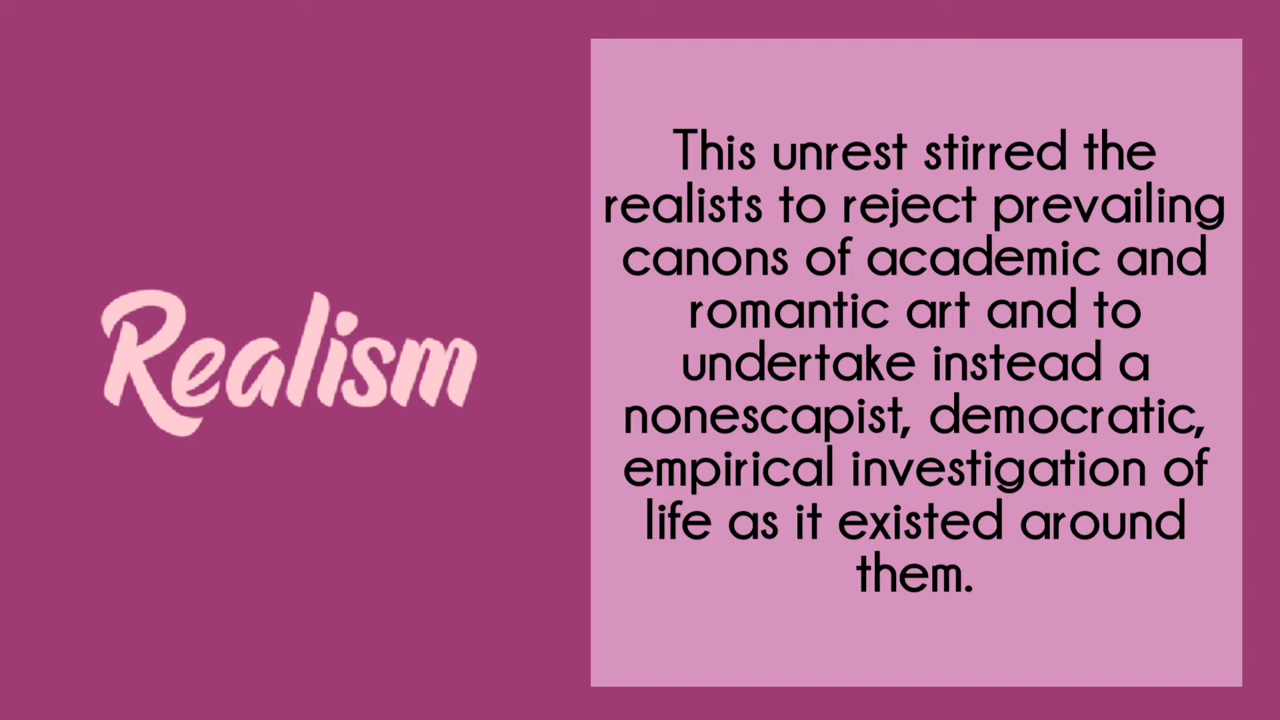 Realism
This unrest stirred the
realists to reject prevailing
canons of academic and
romantic art and to
undertake instead a
nonescapist, democratic,
empirical investigation of
life as it existed around
them.